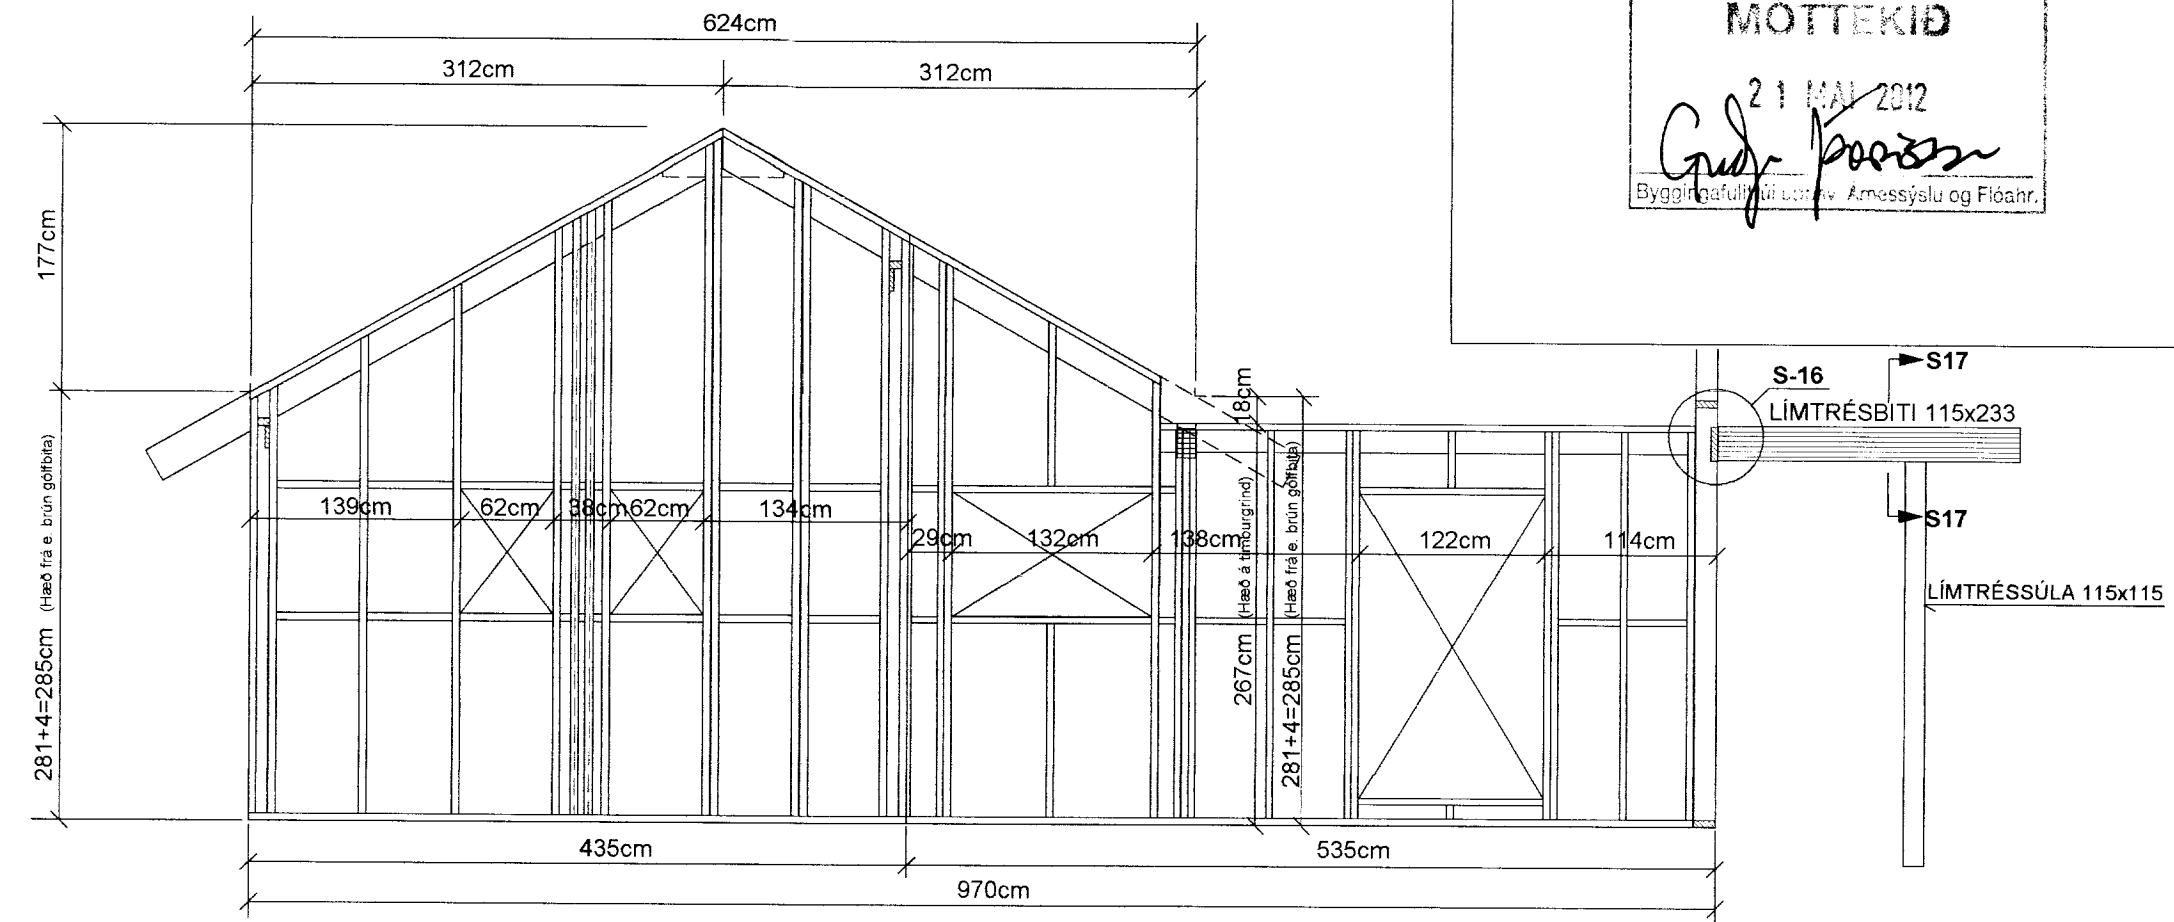 624cm
312cm
312cm
MÓTTEKIÐ
21 MAÍ 2012
Árnessýslu og Flóahr.
177cm
18cm
S17
S-16
LÍMTRÉSBITI 115x233
139cm
62cm
38cm
62cm
134cm
29cm
132cm
138cm
122cm
114cm
S17
LÍMTRÉSSÚLA 115x115
281+4=285cm (Hæð frá e. brún gólfbita)
267cm (Hæð á timburgrind)
281+4=285cm (Hæð frá e. brún gólfbita)
435cm
535cm
970cm